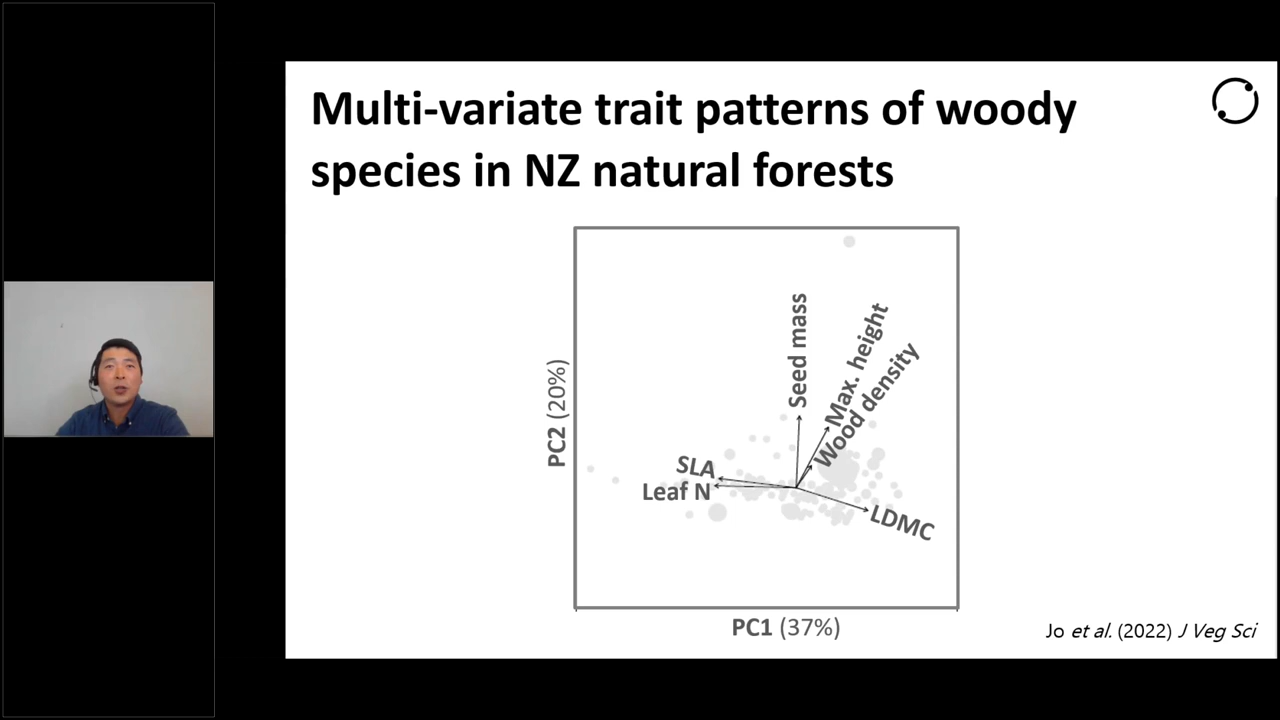 Multi-variate trait patterns of woody
species in NZ natural forests
Seed mass
Max. height
Wood density
PC2 (20%)
SLA
Leaf N
LDMC
PC1 (37%)
Jo et al. (2022) J Veg Sci